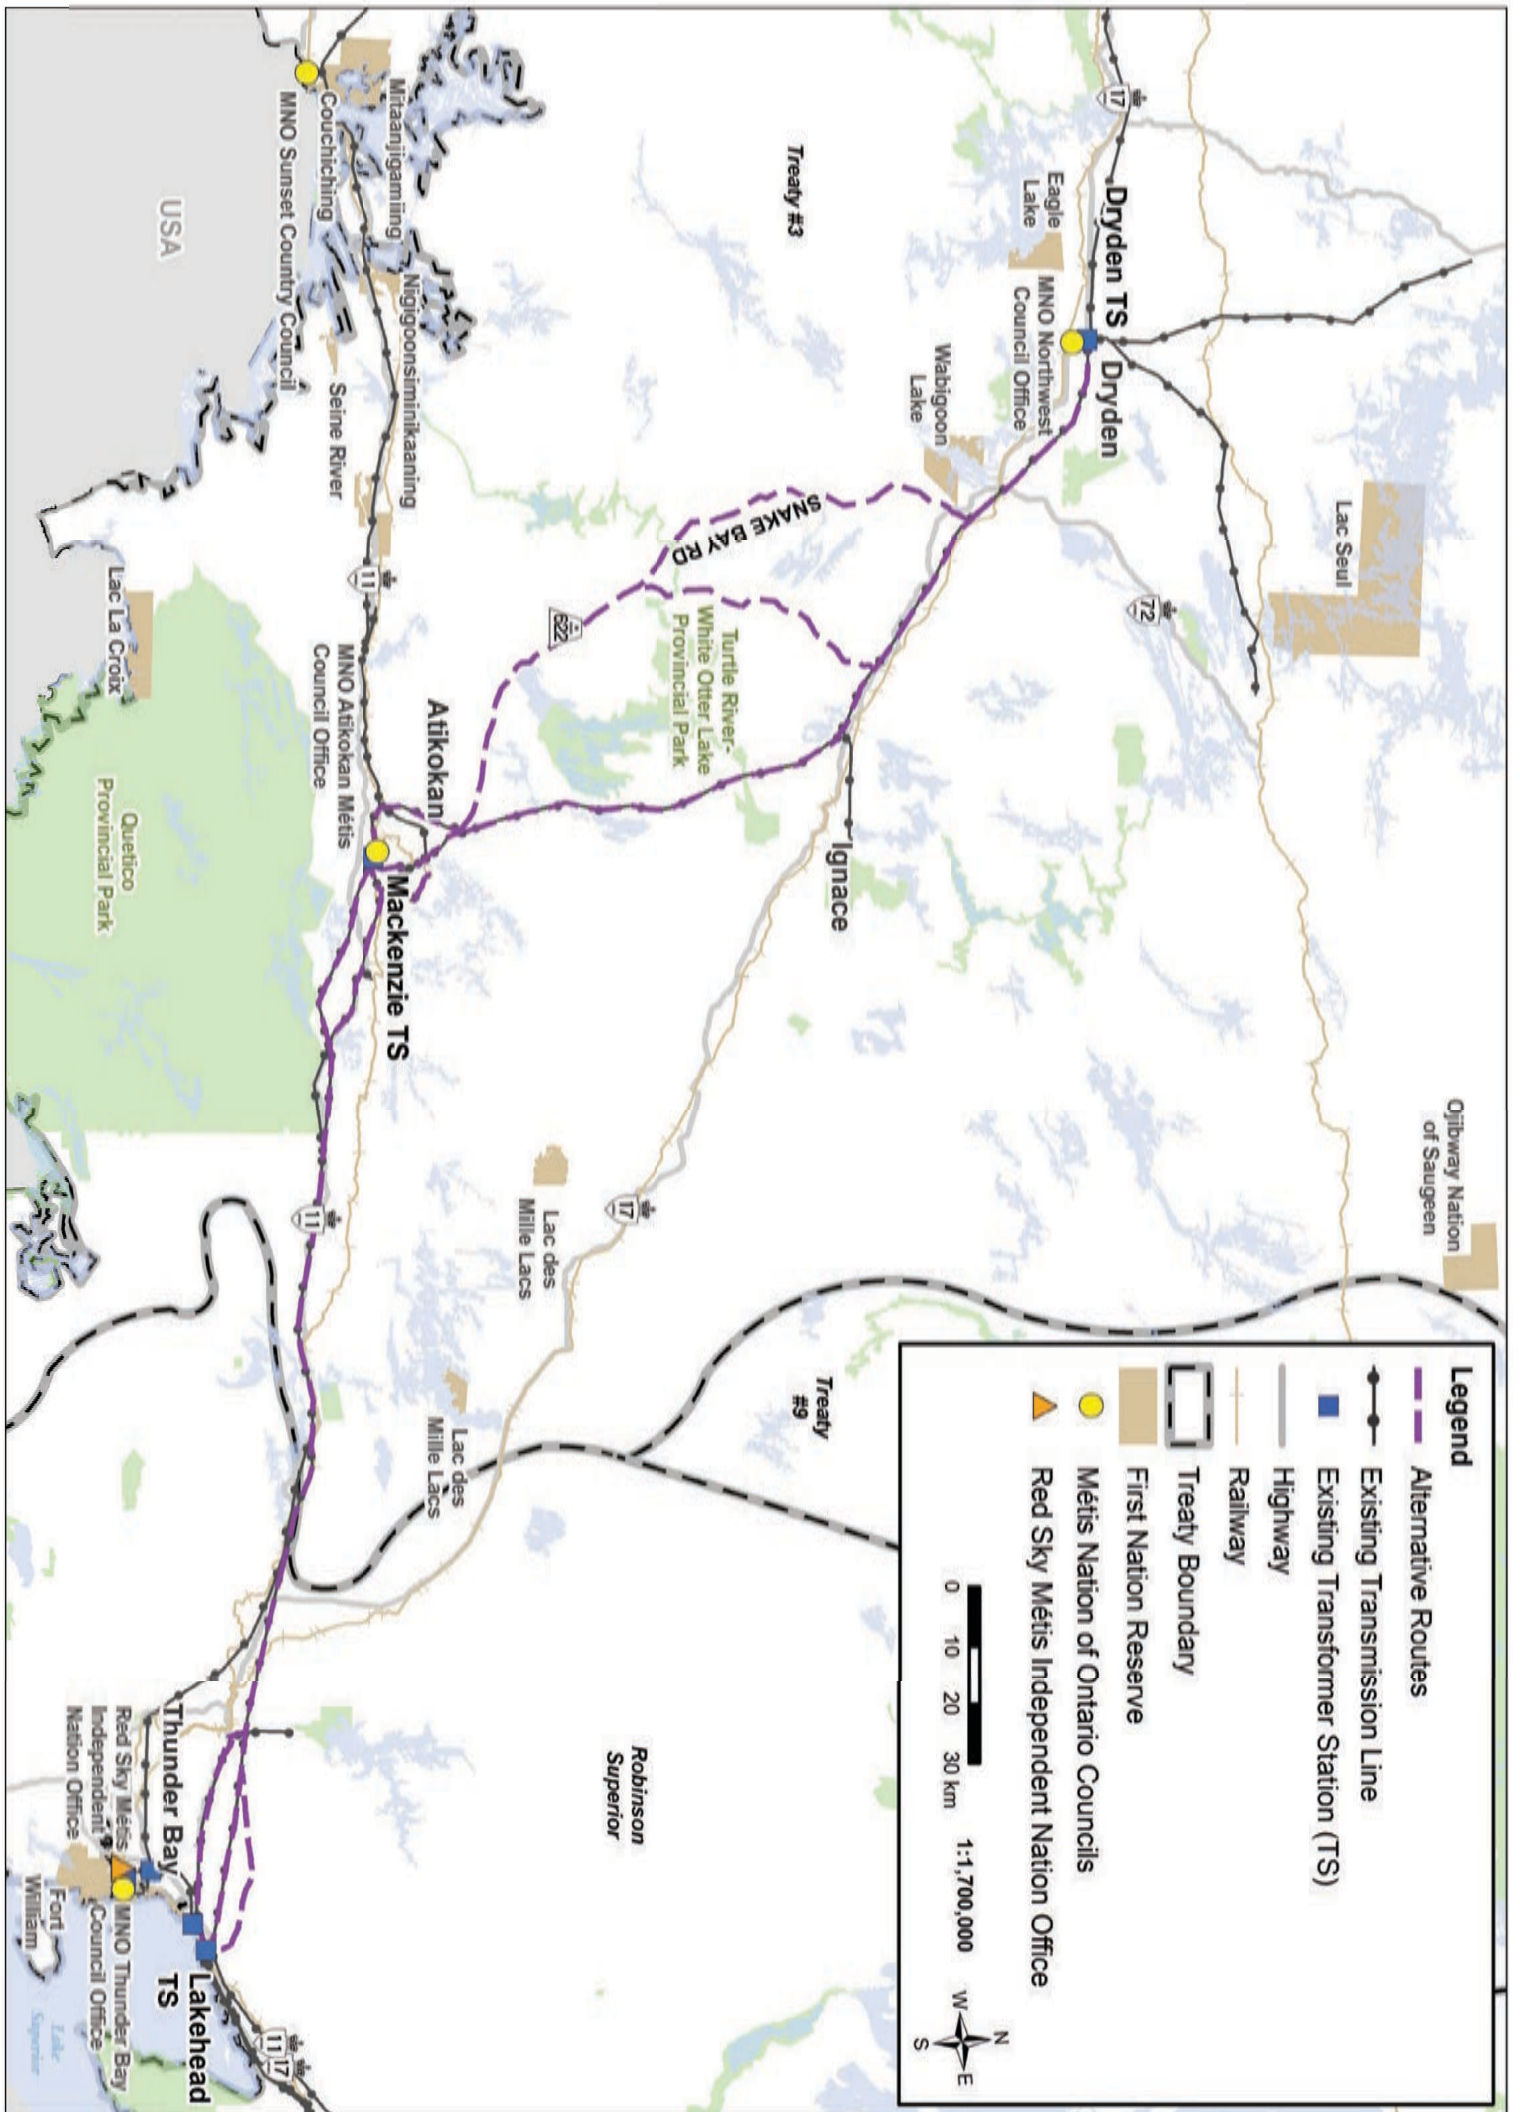 Legend
Alternative Routes
Existing Transmission Line
Existing Transformer Station (TS)
Highway
Railway
Treaty Boundary
First Nation Reserve
Métis Nation of Ontario Councils
Red Sky Métis Independent Nation Office
0 10 20 30 km
1:1,700,000
N
W E
S
Ojibway Nation
of Saugeen
Lac Seul
72
17
Dryden TS
Dryden
Eagle
Lake
MNO Northwest
Council Office
Wabigoon
Lake
Treaty #3
SNAKE BAY RD
622
Turtle River-
White Otter Lake
Provincial Park
Ignace
17
Treaty
#9
Lac des
Mille Lacs
Lac des
Mille Lacs
Robinson
Superior
Mitaanjigamiing
Couchiching
MNO Sunset Country Council
Nigigoonsiminikaaning
Seine River
USA
11
Lac La Croix
Atikokan
MNO Atikokan Métis
Council Office
Mackenzie TS
Quetico
Provincial Park
11
Thunder Bay
Red Sky Métis
Independent
Nation Office
MNO Thunder Bay
Council Office
Fort
William
Lakehead
TS
11
17
Lake
Superior